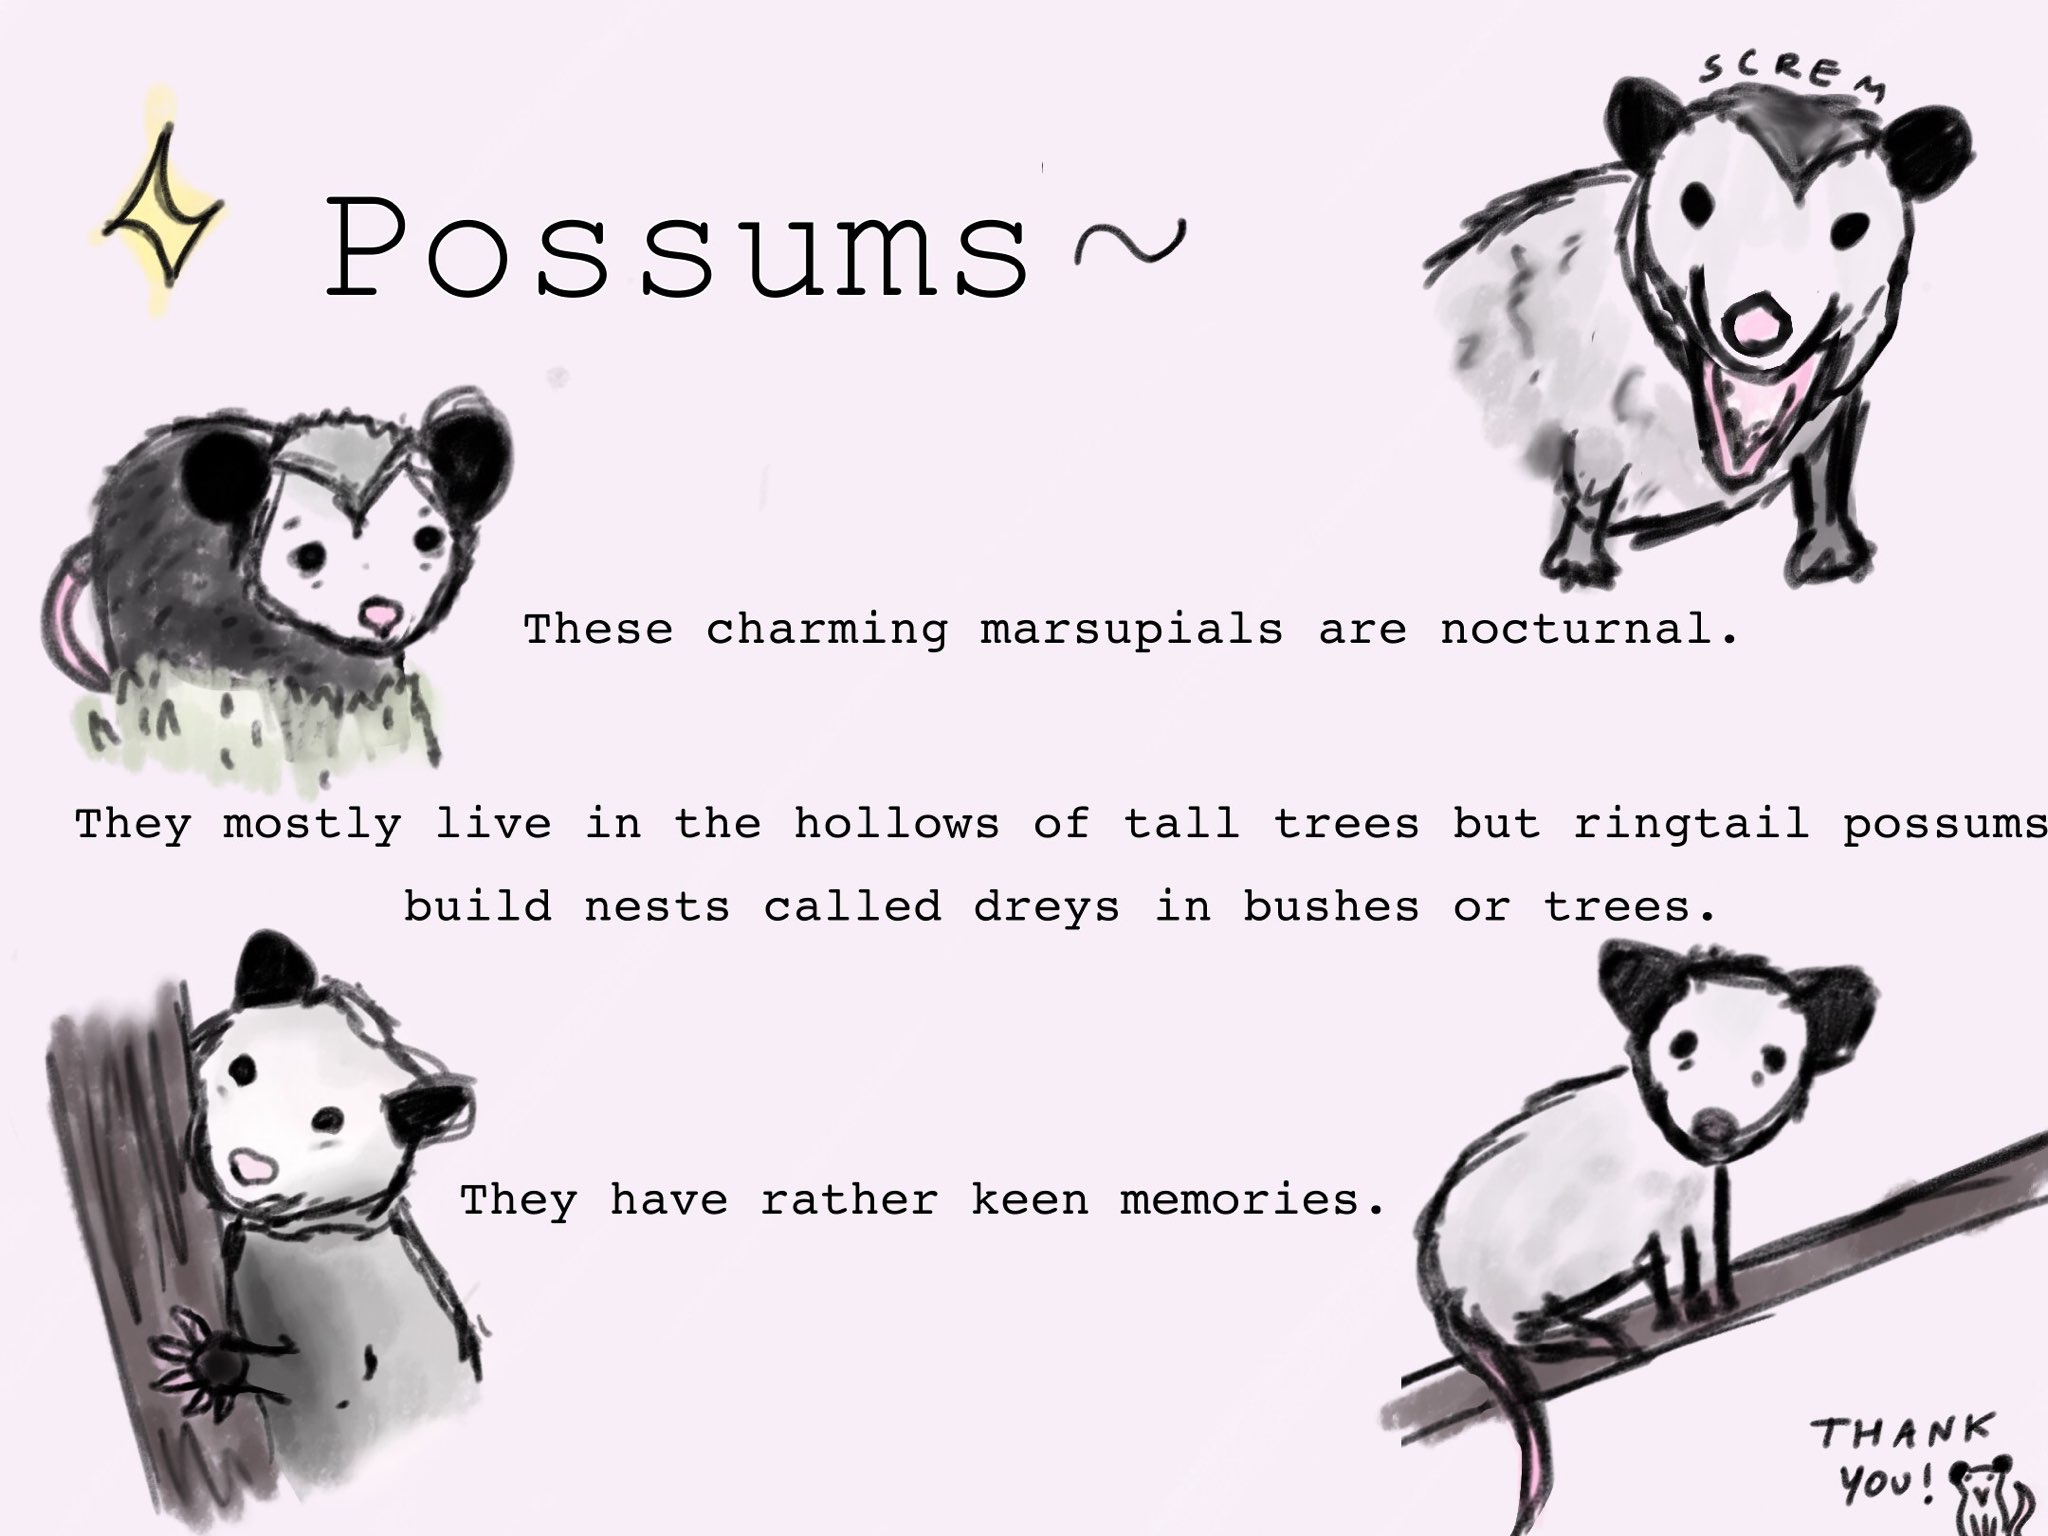 SCREM
Possums~
These charming marsupials are nocturnal.
They mostly live in the hollows of tall trees but ringtail possums
build nests called dreys in bushes or trees.
They have rather keen memories.
THANK
YOU!